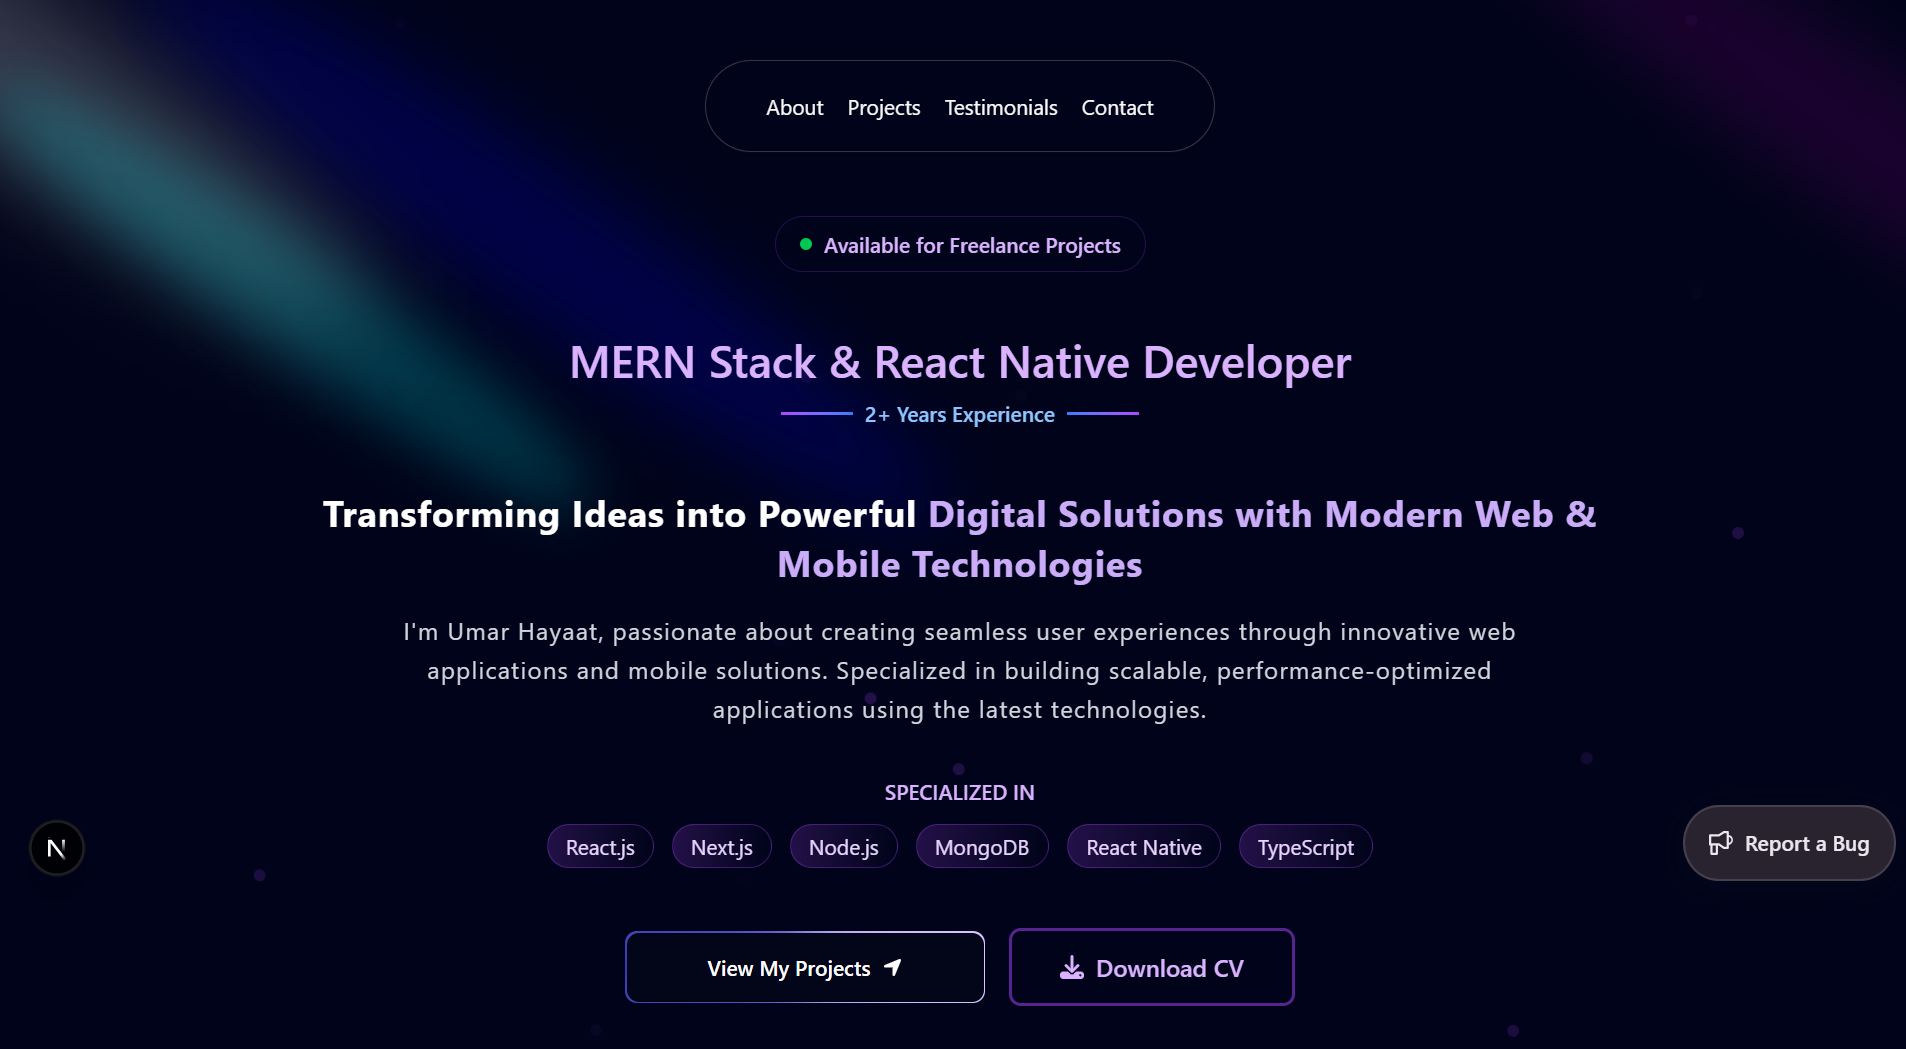 About Projects Testimonials Contact
Available for Freelance Projects
MERN Stack & React Native Developer
2+ Years Experience
Transforming Ideas into Powerful Digital Solutions with Modern Web &
Mobile Technologies
I'm Umar Hayaat, passionate about creating seamless user experiences through innovative web
applications and mobile solutions. Specialized in building scalable, performance-optimized
applications using the latest technologies.
SPECIALIZED IN
React.js Next.js Node.js MongoDB React Native TypeScript
N
Report a Bug
View My Projects
Download CV